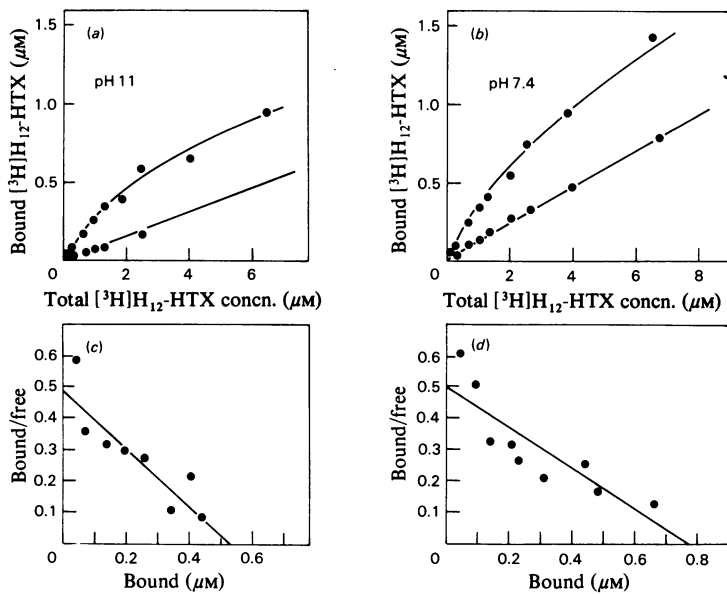 (a)
pH 11
1.5
1.0
0.5
0 2 4 6
Bound [³H]H₁₂-HTX (μM)
Total [³H]H₁₂-HTX concn. (μM)
(b)
pH 7.4
1.5
1.0
0.5
0 2 4 6 8
Bound [³H]H₁₂-HTX (μM)
Total [³H]H₁₂-HTX concn. (μM)
(c)
0.6
0.5
0.4
0.3
0.2
0.1
0 0.2 0.4 0.6
Bound/free
Bound (μM)
(d)
0.6
0.5
0.4
0.3
0.2
0.1
0 0.2 0.4 0.6 0.8
Bound/free
Bound (μM)